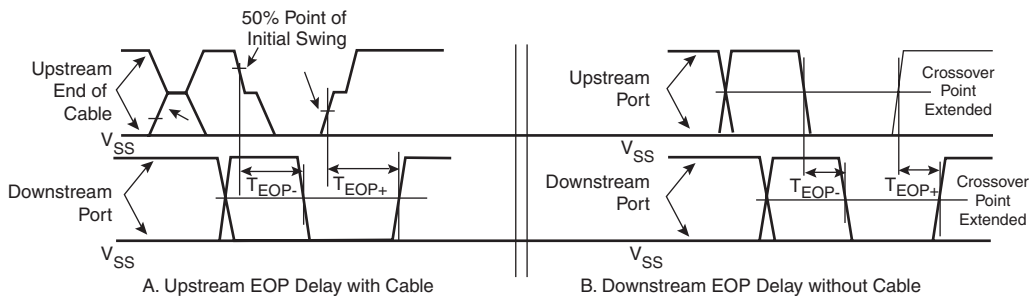 50% Point of
Initial Swing
Upstream
End of
Cable
VSS
Downstream
Port
TEOP-
TEOP+
VSS
A. Upstream EOP Delay with Cable
Upstream
Port
Crossover
Point
Extended
VSS
Downstream
Port
TEOP-
TEOP+
Crossover
Point
Extended
VSS
B. Downstream EOP Delay without Cable